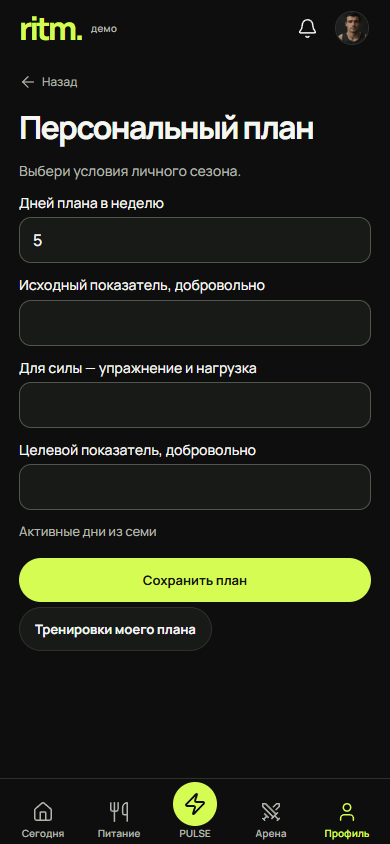 ritm. демо
Назад
Персональный план
Выбери условия личного сезона.
Дней плана в неделю
5
Исходный показатель, добровольно
Для силы — упражнение и нагрузка
Целевой показатель, добровольно
Активные дни из семи
Сохранить план
Тренировки моего плана
Сегодня Питание PULSE Арена Профиль